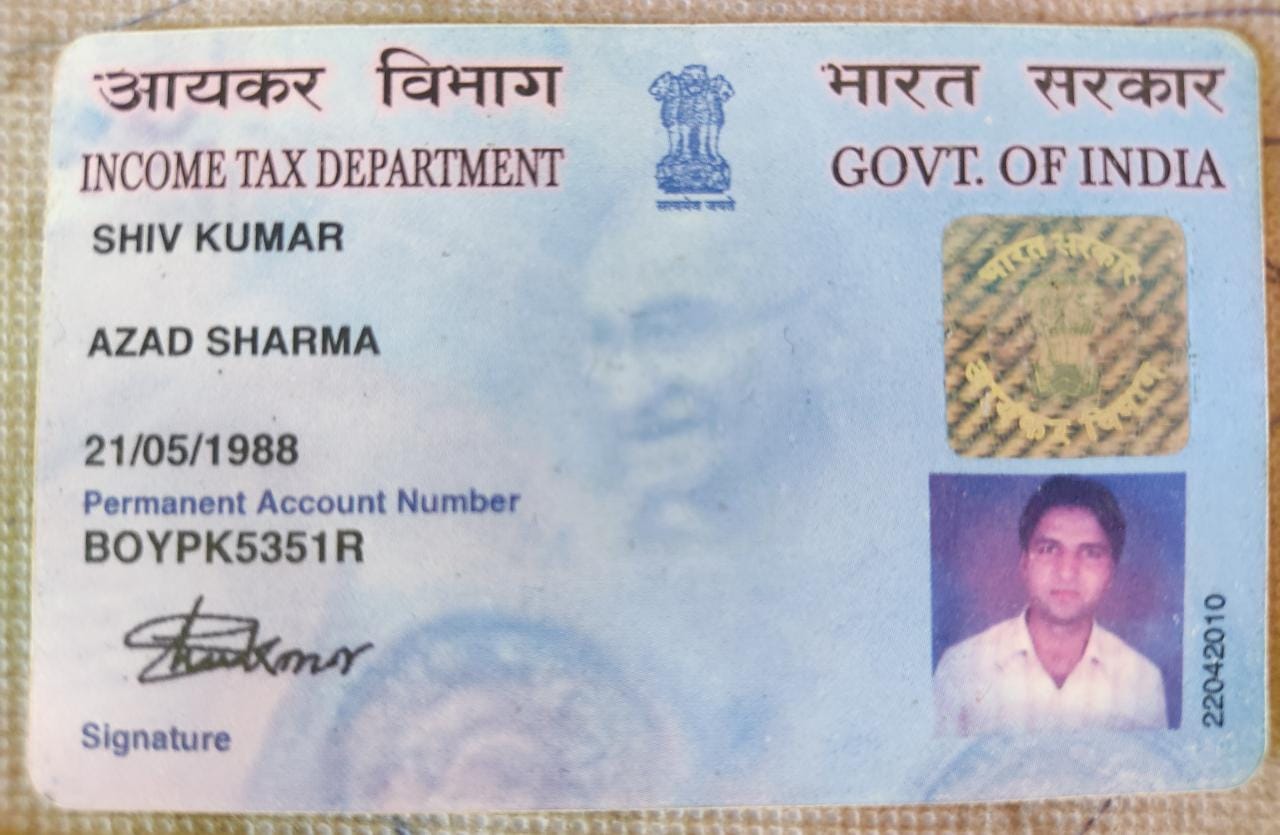 आयकर विभाग
भारत सरकार
INCOME TAX DEPARTMENT
GOVT. OF INDIA
सत्यमेव जयते
SHIV KUMAR
भारत सरकार
आयकर विभाग
AZAD SHARMA
21/05/1988
Permanent Account Number
BOYPK5351R
Shivkumar
Signature
22042010